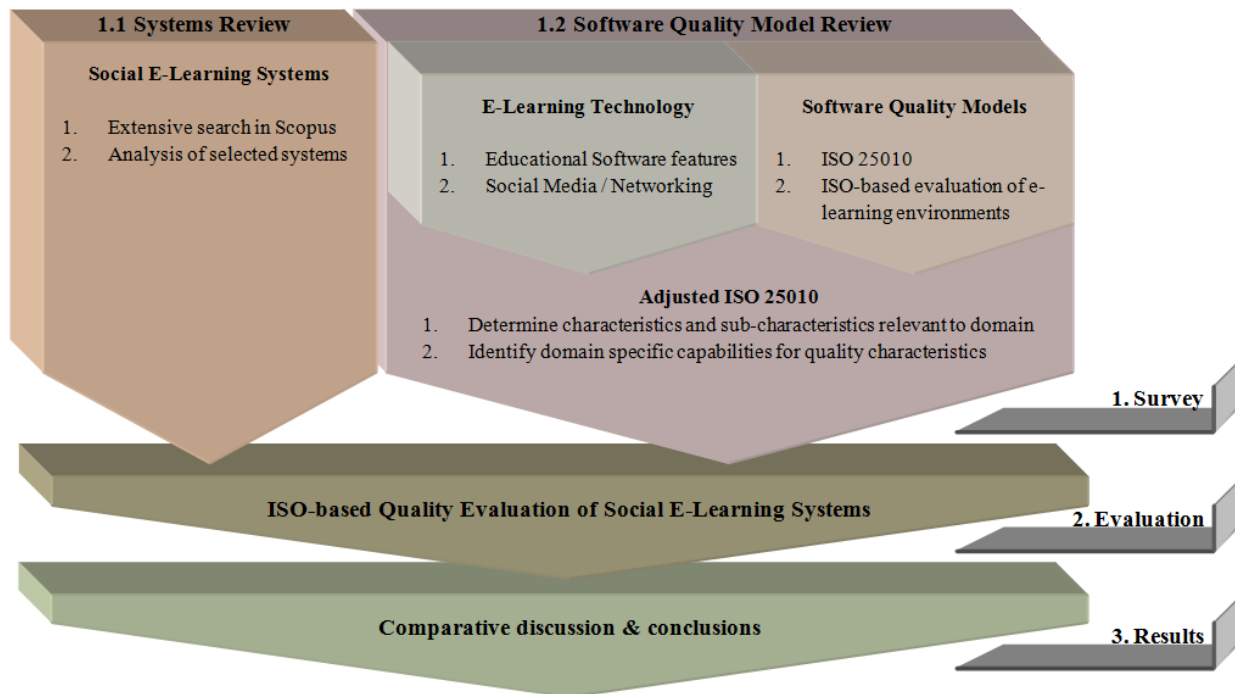 1.1 Systems Review
Social E-Learning Systems
1. Extensive search in Scopus
2. Analysis of selected systems
1.2 Software Quality Model Review
E-Learning Technology
1. Educational Software features
2. Social Media / Networking
Software Quality Models
1. ISO 25010
2. ISO-based evaluation of e-
learning environments
Adjusted ISO 25010
1. Determine characteristics and sub-characteristics relevant to domain
2. Identify domain specific capabilities for quality characteristics
1. Survey
ISO-based Quality Evaluation of Social E-Learning Systems
2. Evaluation
Comparative discussion & conclusions
3. Results